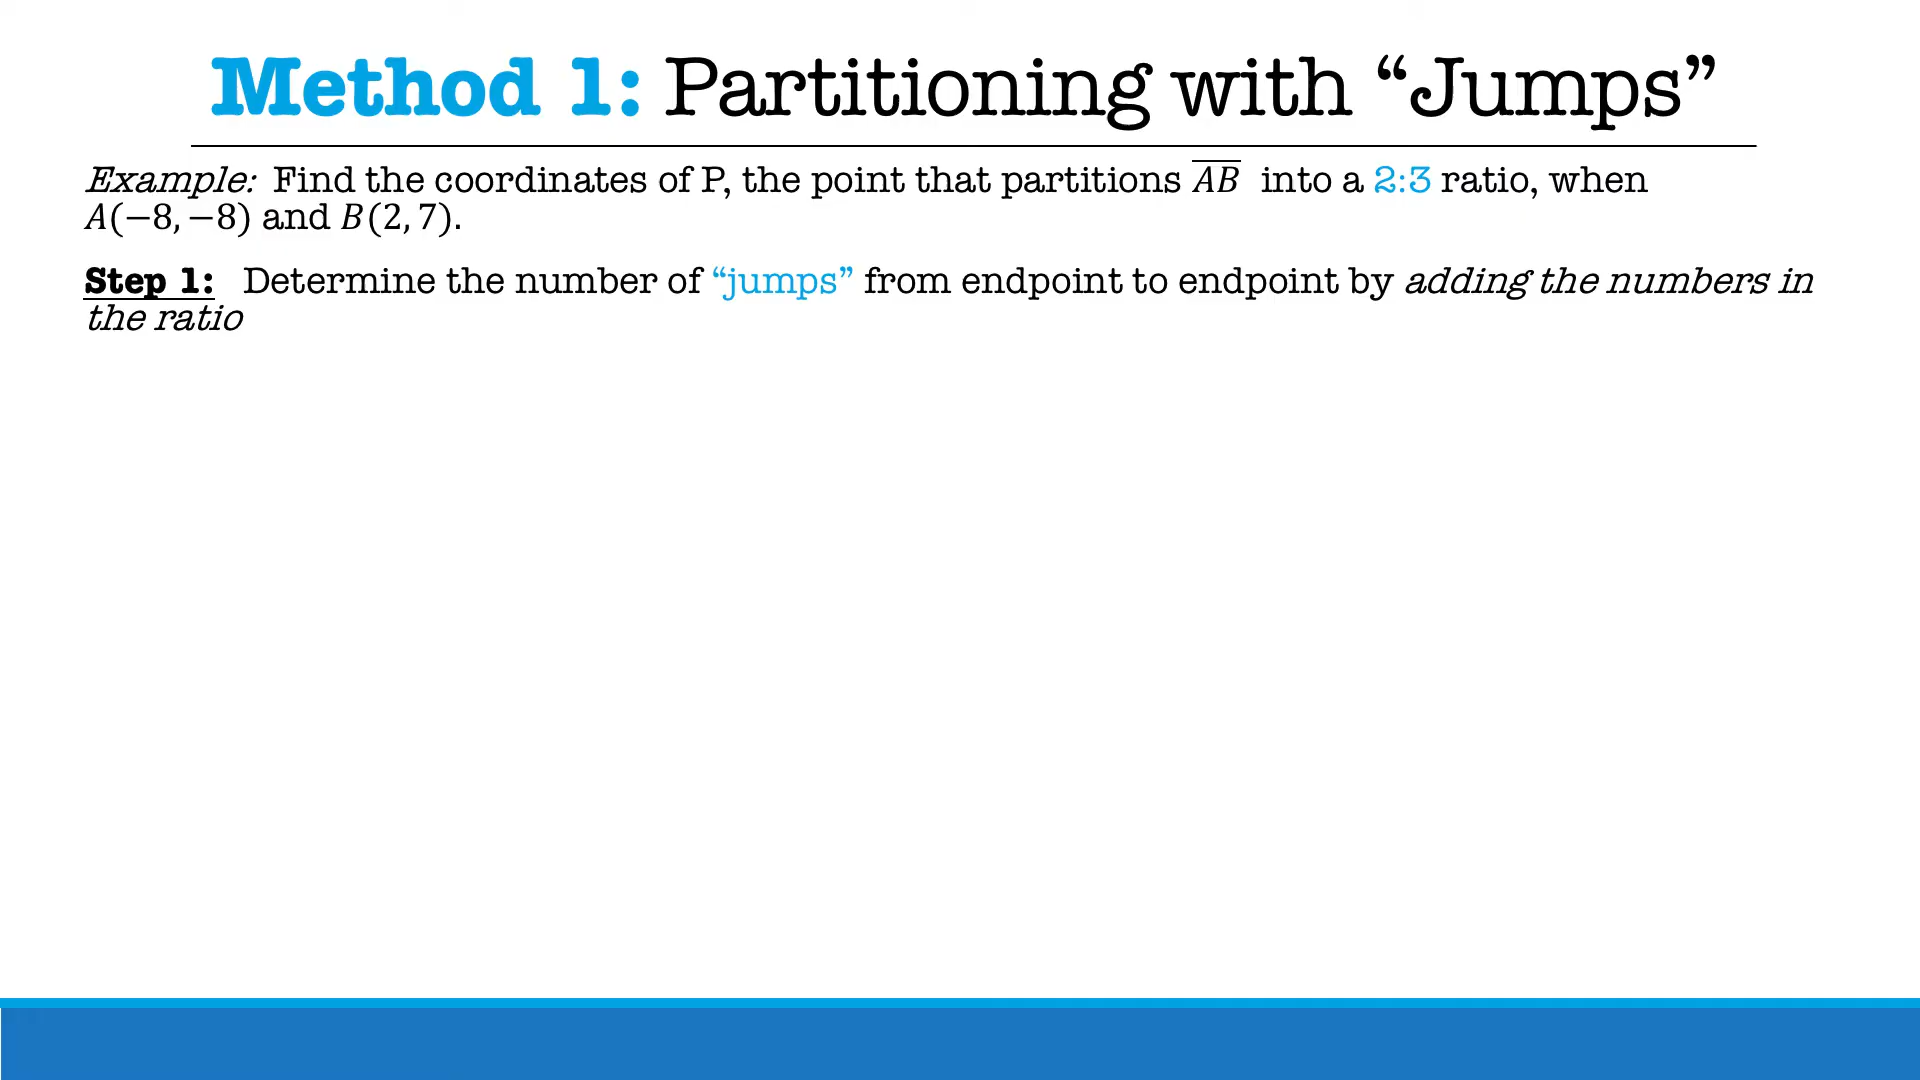 Method 1: Partitioning with “Jumps”
Example: Find the coordinates of P, the point that partitions \overline{AB} into a 2:3 ratio, when
A(−8, −8) and B(2, 7).
Step 1: Determine the number of “jumps” from endpoint to endpoint by adding the numbers in
the ratio